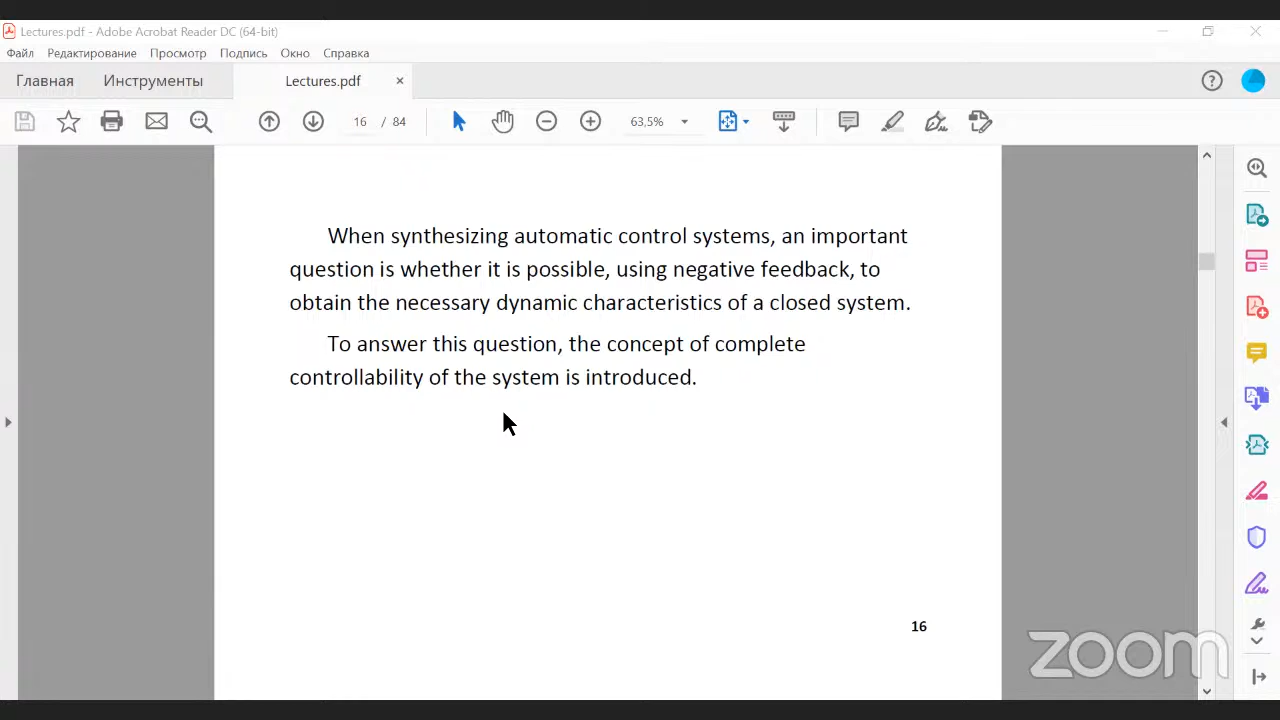 Lectures.pdf - Adobe Acrobat Reader DC (64-bit)
Файл Редактирование Просмотр Подпись Окно Справка
Главная Инструменты Lectures.pdf ×
16 / 84 63,5%
When synthesizing automatic control systems, an important
question is whether it is possible, using negative feedback, to
obtain the necessary dynamic characteristics of a closed system.
To answer this question, the concept of complete
controllability of the system is introduced.
16
zoom